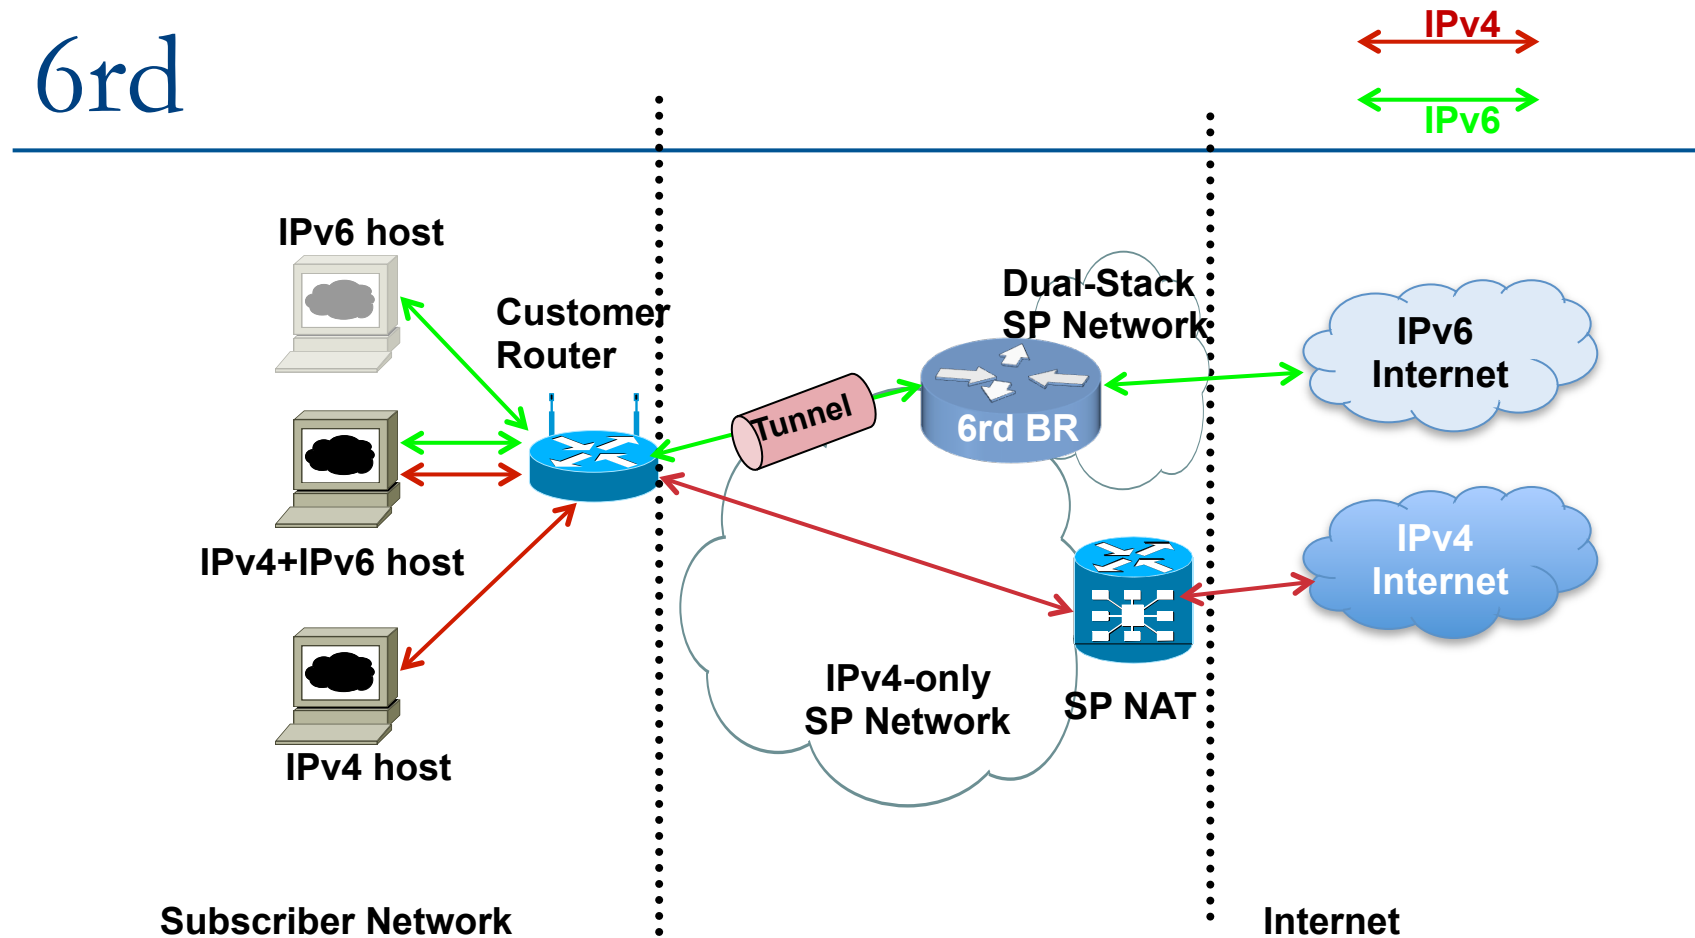 6rd
IPv4
IPv6
IPv6 host
Customer
Router
IPv4+IPv6 host
IPv4 host
Tunnel
Dual-Stack
SP Network
6rd BR
IPv4-only
SP Network
SP NAT
IPv6
Internet
IPv4
Internet
Subscriber Network
Internet